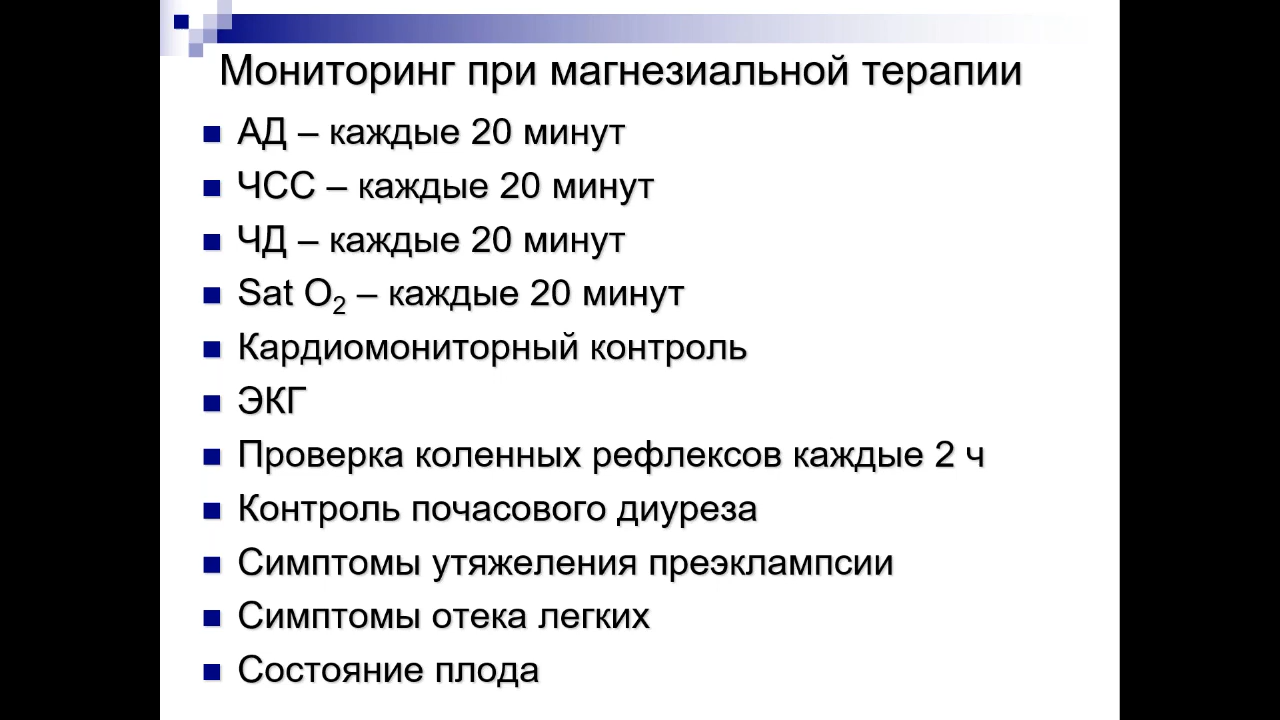 Мониторинг при магнезиальной терапии
АД – каждые 20 минут
ЧСС – каждые 20 минут
ЧД – каждые 20 минут
Sat O₂ – каждые 20 минут
Кардиомониторный контроль
ЭКГ
Проверка коленных рефлексов каждые 2 ч
Контроль почасового диуреза
Симптомы утяжеления преэклампсии
Симптомы отека легких
Состояние плода